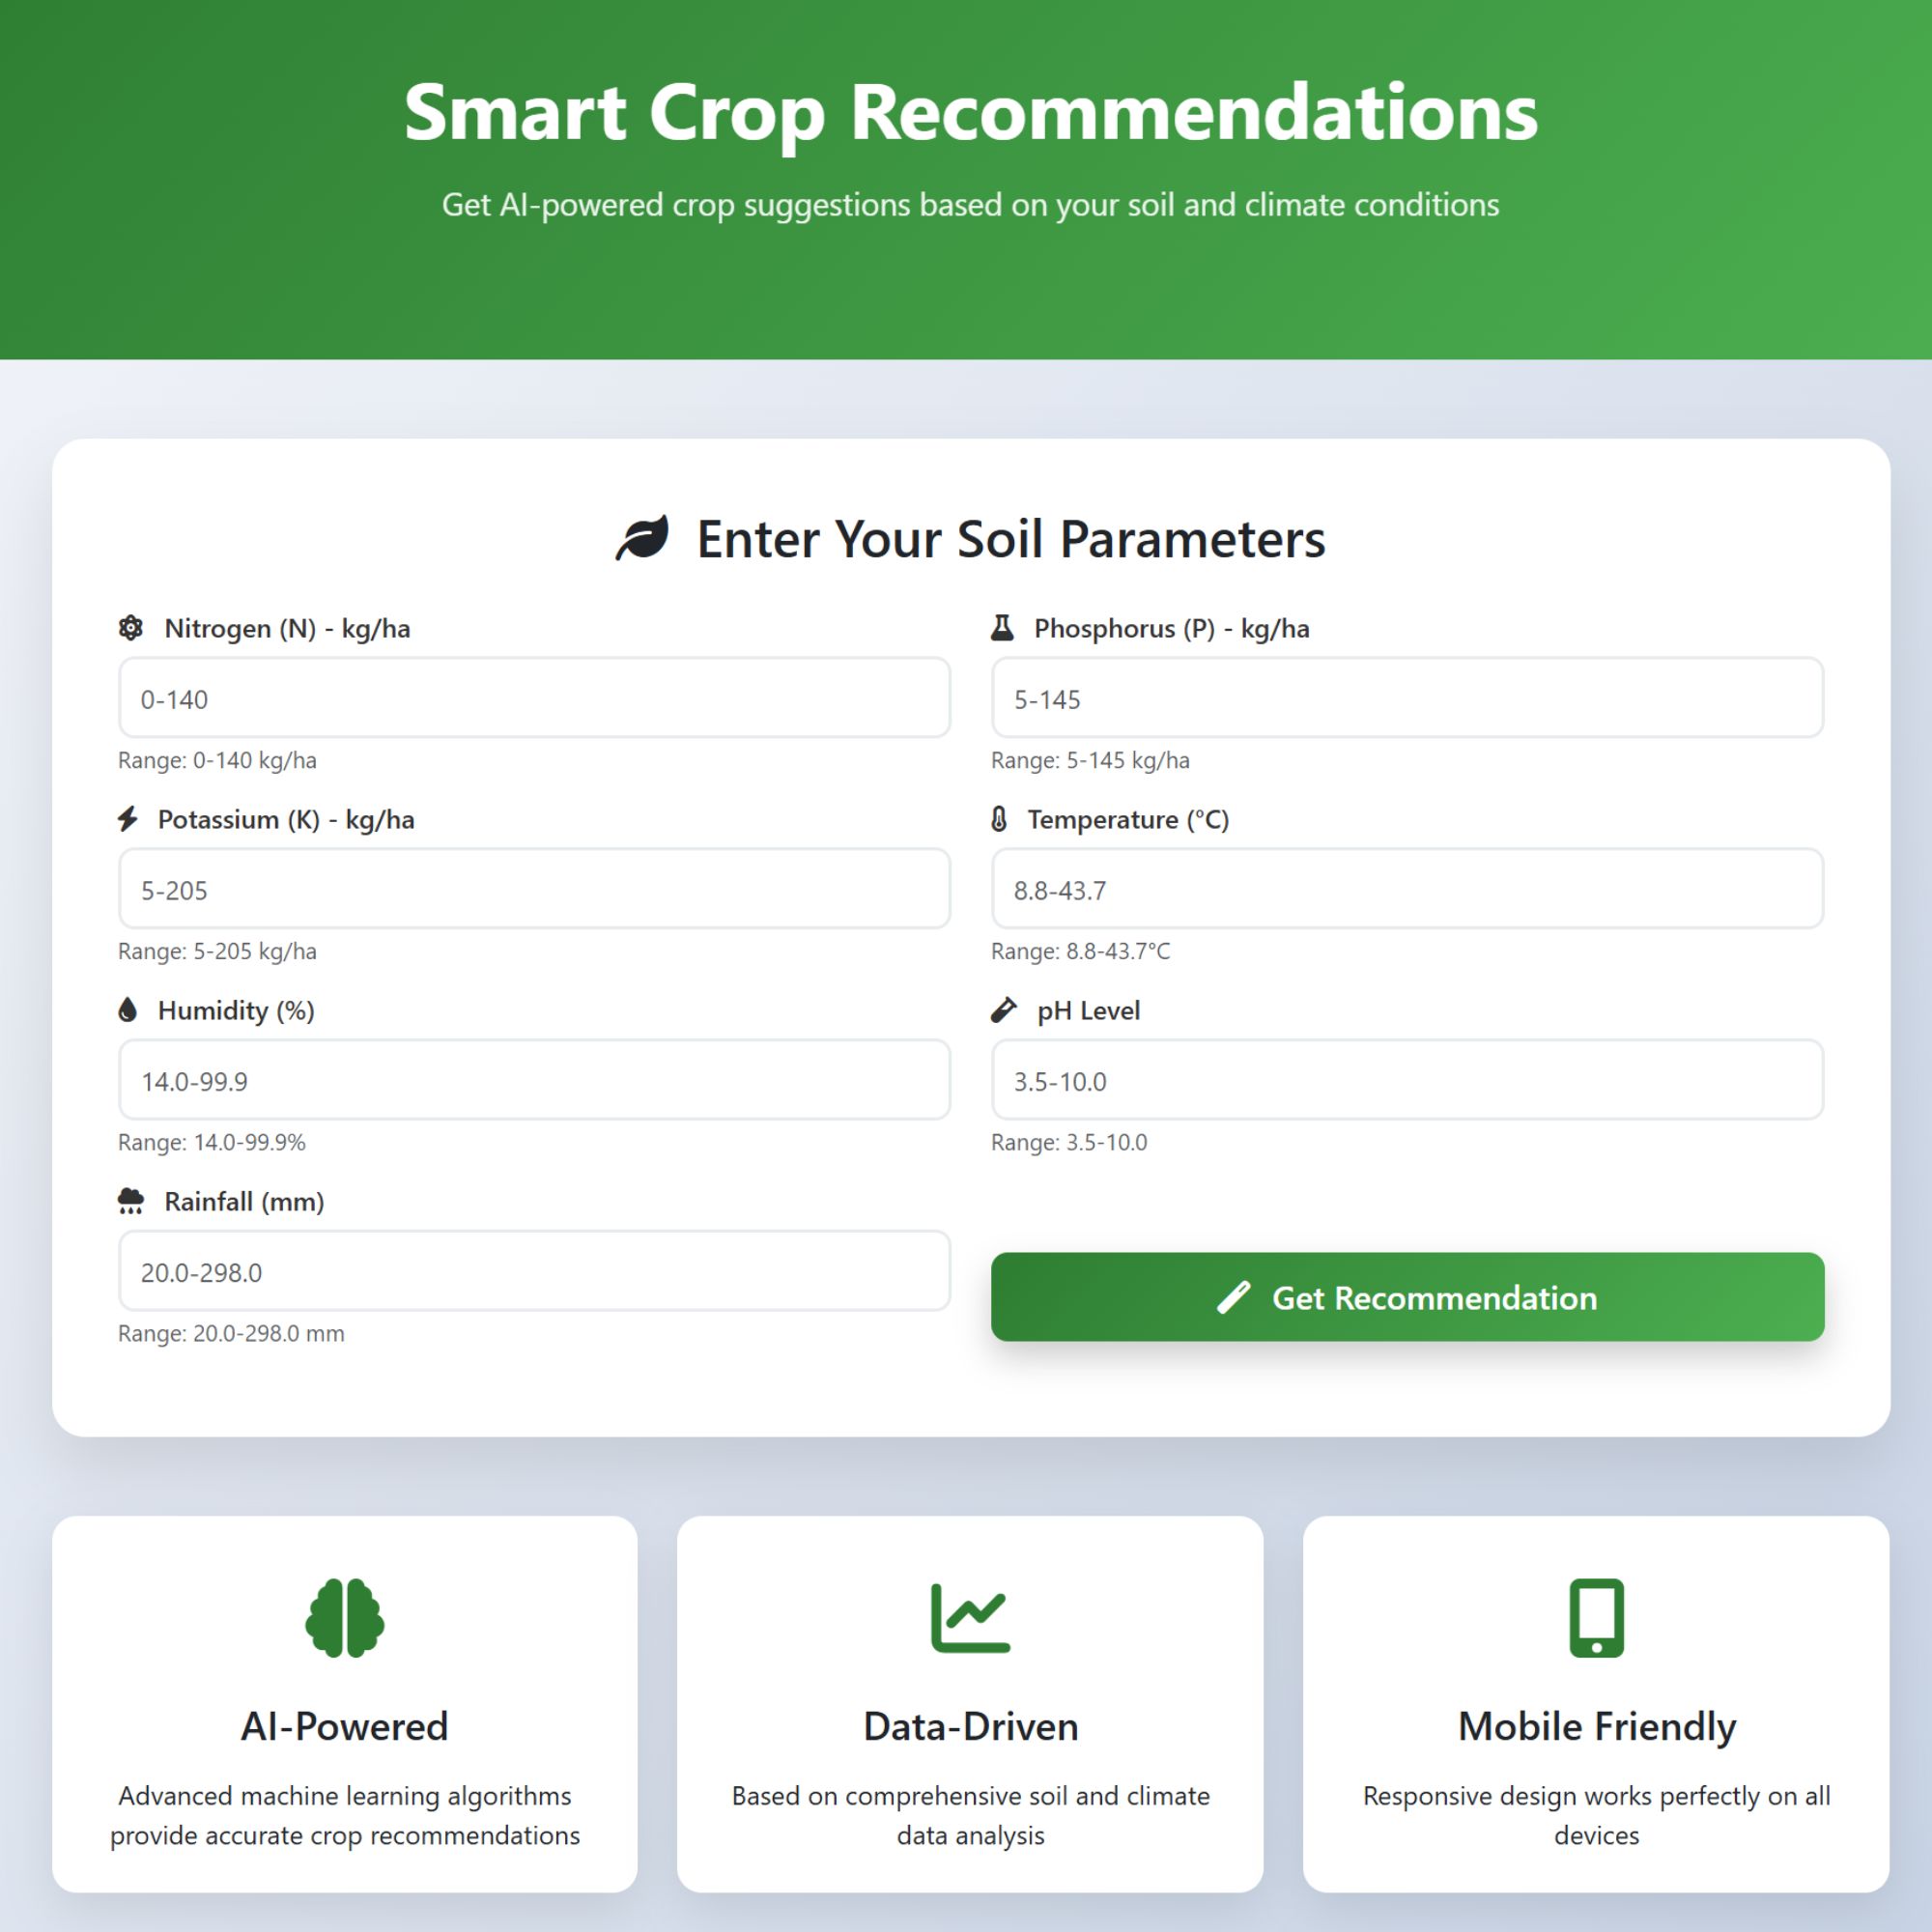 Smart Crop Recommendations
Get AI-powered crop suggestions based on your soil and climate conditions
Enter Your Soil Parameters
Nitrogen (N) - kg/ha
0-140
Range: 0-140 kg/ha
Phosphorus (P) - kg/ha
5-145
Range: 5-145 kg/ha
Potassium (K) - kg/ha
5-205
Range: 5-205 kg/ha
Temperature (°C)
8.8-43.7
Range: 8.8-43.7°C
Humidity (%)
14.0-99.9
Range: 14.0-99.9%
pH Level
3.5-10.0
Range: 3.5-10.0
Rainfall (mm)
20.0-298.0
Range: 20.0-298.0 mm
Get Recommendation
AI-Powered
Advanced machine learning algorithms
provide accurate crop recommendations
Data-Driven
Based on comprehensive soil and climate
data analysis
Mobile Friendly
Responsive design works perfectly on all
devices